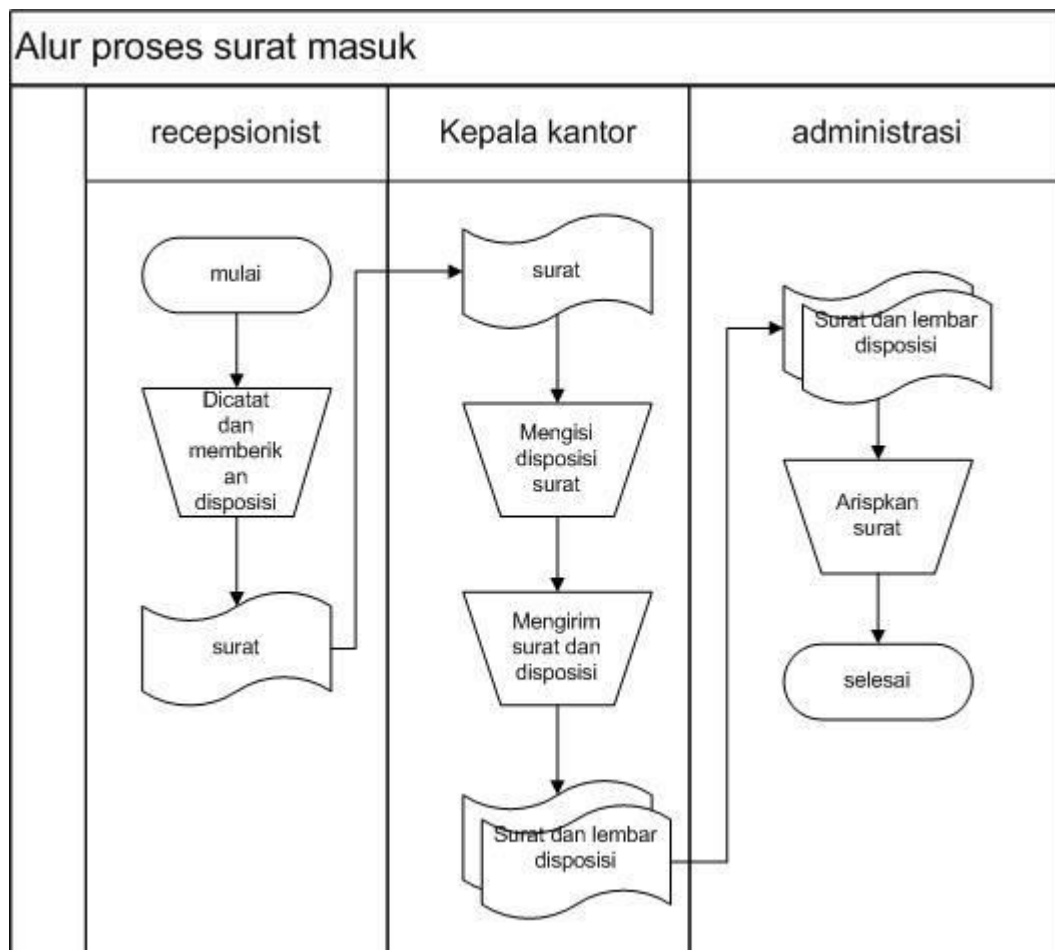 Alur proses surat masuk
recepsionist
Kepala kantor
administrasi
mulai
Dicatat
dan
memberik
an
disposisi
surat
surat
Mengisi
disposisi
surat
Mengirim
surat dan
disposisi
Surat dan lembar
disposisi
Surat dan lembar
disposisi
Arispkan
surat
selesai